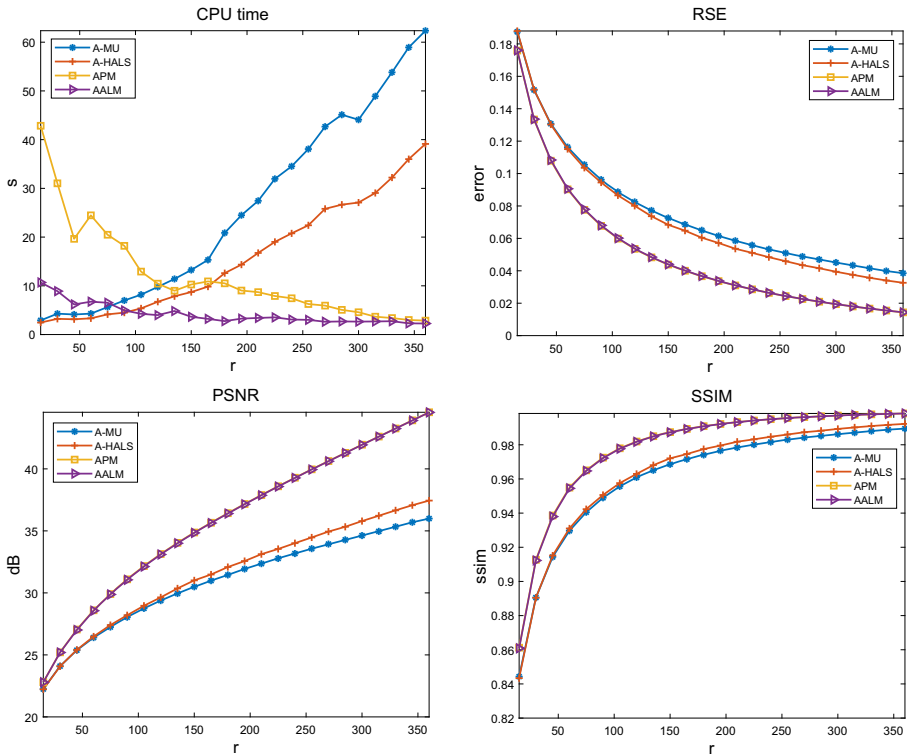 CPU time
60
50
40
30
20
10
0
s
50
100
150
200
250
300
350
r
A-MU
A-HALS
APM
AALM
RSE
0.18
0.16
0.14
0.12
0.1
0.08
0.06
0.04
0.02
0
error
50
100
150
200
250
300
350
r
A-MU
A-HALS
APM
AALM
PSNR
40
35
30
25
20
dB
50
100
150
200
250
300
350
r
A-MU
A-HALS
APM
AALM
SSIM
0.98
0.96
0.94
0.92
0.9
0.88
0.86
0.84
0.82
ssim
50
100
150
200
250
300
350
r
A-MU
A-HALS
APM
AALM